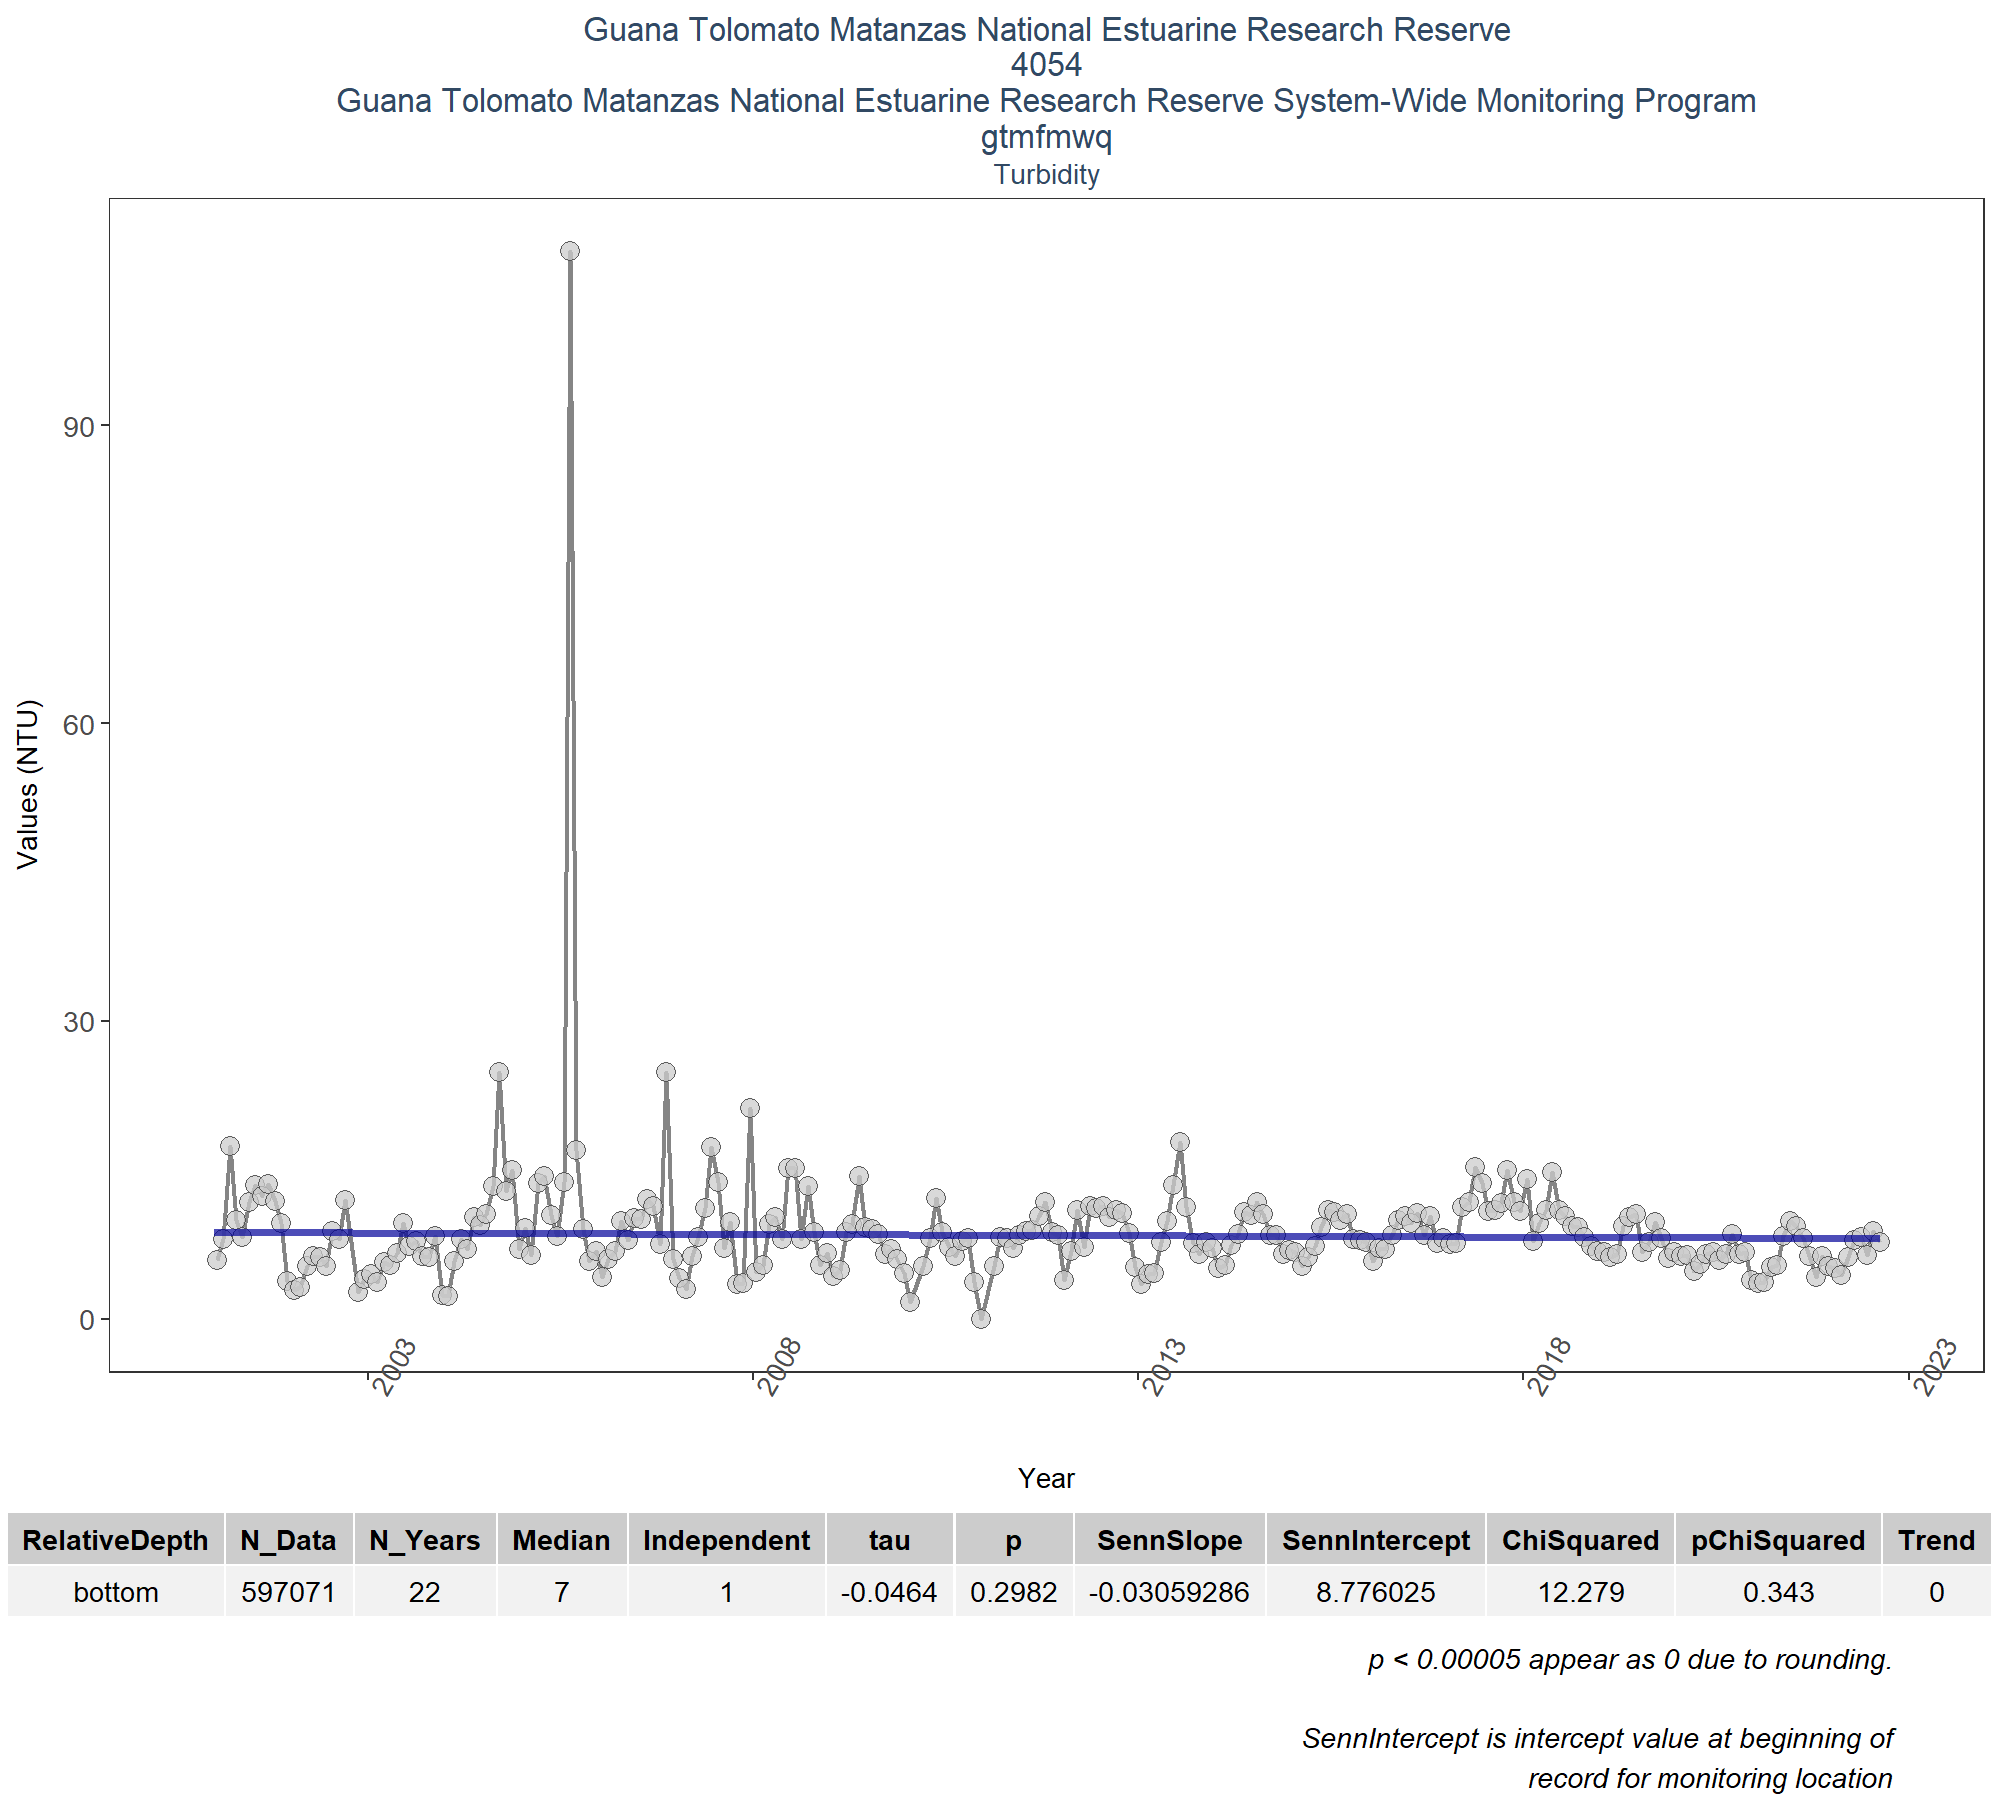 Guana Tolomato Matanzas National Estuarine Research Reserve
4054
Guana Tolomato Matanzas National Estuarine Research Reserve System-Wide Monitoring Program
gtmfmwq
Turbidity
Values (NTU)
90
60
30
0
2003 2008 2013 2018 2023
Year
RelativeDepth N_Data N_Years Median Independent tau p SennSlope SennIntercept ChiSquared pChiSquared Trend
bottom 597071 22 7 1 -0.0464 0.2982 -0.03059286 8.776025 12.279 0.343 0
p < 0.00005 appear as 0 due to rounding.
SennIntercept is intercept value at beginning of
record for monitoring location